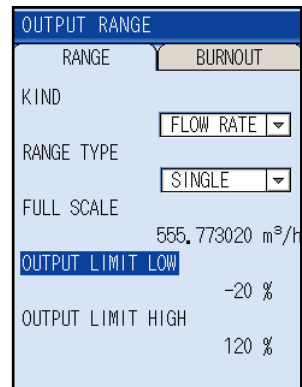 OUTPUT RANGE
RANGE BURNOUT
KIND
FLOW RATE
RANGE TYPE
SINGLE
FULL SCALE
555.773020 m³/h
OUTPUT LIMIT LOW
-20 %
OUTPUT LIMIT HIGH
120 %